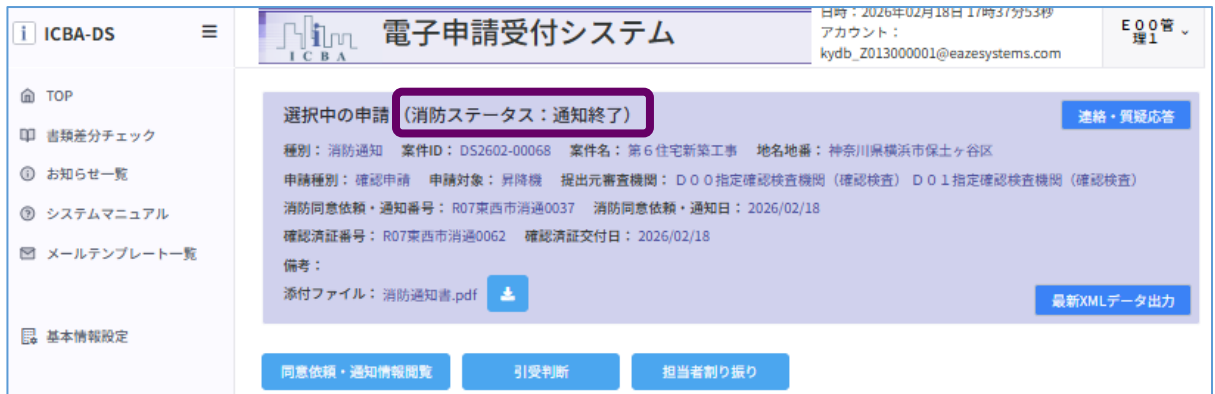 ICBA-DS
TOP
書類差分チェック
お知らせ一覧
システムマニュアル
メールテンプレート一覧
基本情報設定
ICBA
電子申請受付システム
日時：2026年02月18日 17時37分53秒
アカウント：
kydb_Z013000001@eazesystems.com
E００管
理1
選択中の申請（消防ステータス：通知終了）
連絡・質疑応答
種別：消防通知　案件ID：DS2602-00068　案件名：第６住宅新築工事　地名地番：神奈川県横浜市保土ヶ谷区
申請種別：確認申請　申請対象：昇降機　提出元審査機関：Ｄ００指定確認検査機関（確認検査）Ｄ０１指定確認検査機関（確認検査）
消防同意依頼・通知番号：R07東西市消通0037　消防同意依頼・通知日：2026/02/18
確認済証番号：R07東西市消通0062　確認済証交付日：2026/02/18
備考：
添付ファイル：消防通知書.pdf
最新XMLデータ出力
同意依頼・通知情報閲覧
引受判断
担当者割り振り